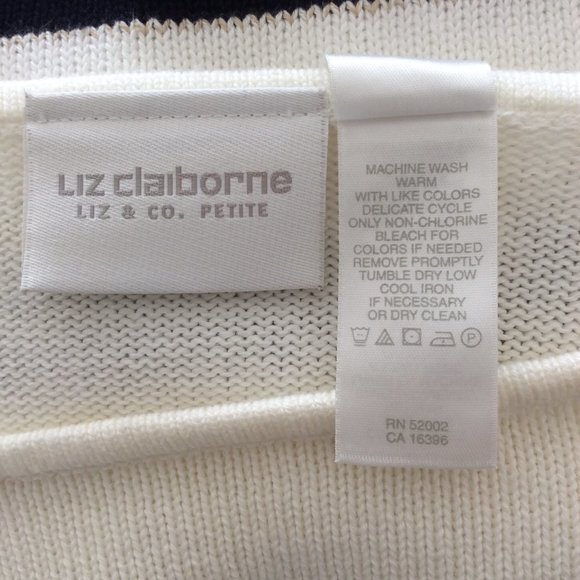 Liz claiborne
LIZ & CO. PETITE
MACHINE WASH
WARM
WITH LIKE COLORS
DELICATE CYCLE
ONLY NON-CHLORINE
BLEACH FOR
COLORS IF NEEDED
REMOVE PROMPTLY
TUMBLE DRY LOW
COOL IRON
IF NECESSARY
OR DRY CLEAN
P
RN 52002
CA 16396